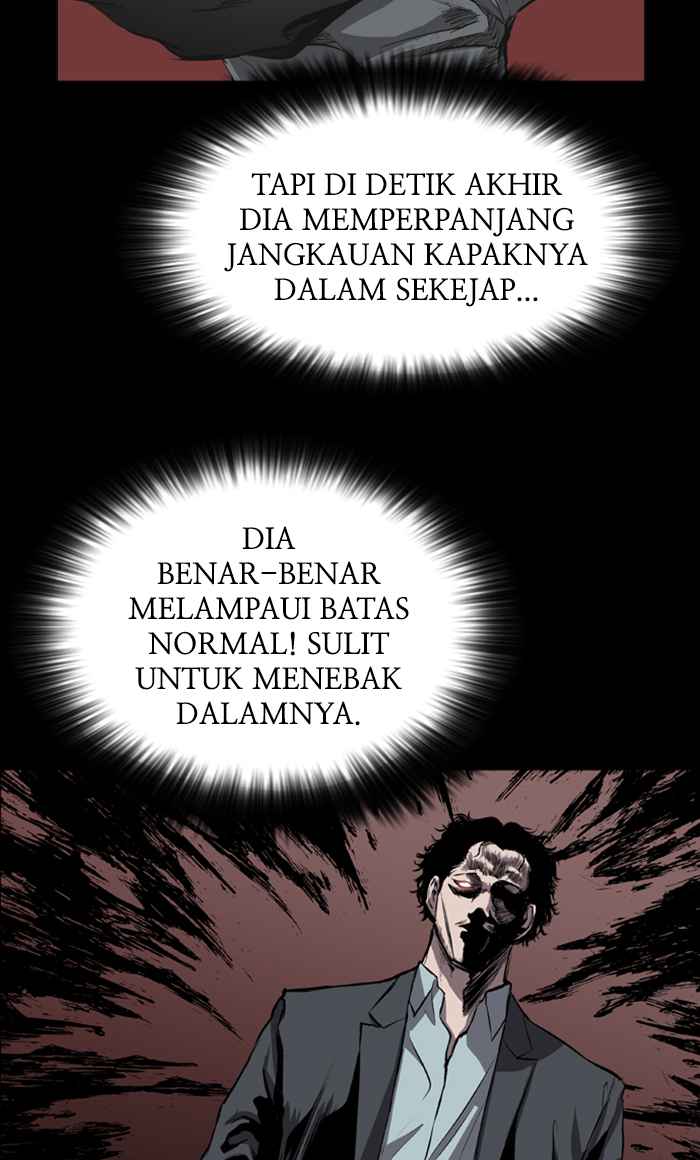 TAPI DI DETIK AKHIR
DIA MEMPERPANJANG
JANGKAUAN KAPAKNYA
DALAM SEKEJAP...
DIA
BENAR-BENAR
MELAMPAUI BATAS
NORMAL! SULIT
UNTUK MENEBAK
DALAMNYA.